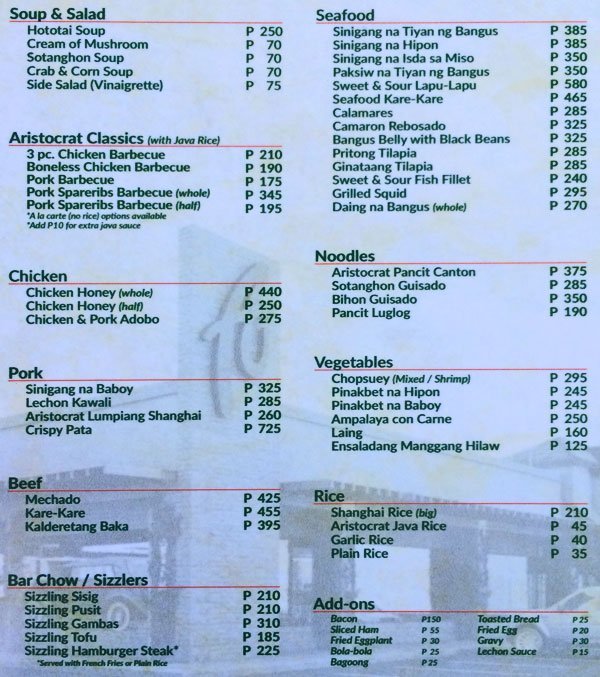 Soup & Salad
Hototai Soup P 250
Cream of Mushroom P 70
Sotanghon Soup P 70
Crab & Corn Soup P 70
Side Salad (Vinaigrette) P 75
Aristocrat Classics (with Java Rice)
3 pc. Chicken Barbecue P 210
Boneless Chicken Barbecue P 190
Pork Barbecue P 175
Pork Spareribs Barbecue (whole) P 345
Pork Spareribs Barbecue (half) P 195
*A la carte (no rice) options available
*Add P10 for extra java sauce
Chicken
Chicken Honey (whole) P 440
Chicken Honey (half) P 250
Chicken & Pork Adobo P 275
Pork
Sinigang na Baboy P 325
Lechon Kawali P 285
Aristocrat Lumpiang Shanghai P 260
Crispy Pata P 725
Beef
Mechado P 425
Kare-Kare P 455
Kalderetang Baka P 395
Bar Chow / Sizzlers
Sizzling Sisig P 210
Sizzling Pusit P 210
Sizzling Gambas P 310
Sizzling Tofu P 185
Sizzling Hamburger Steak* P 225
*Served with French Fries or Plain Rice
Seafood
Sinigang na Tiyan ng Bangus P 385
Sinigang na Hipon P 385
Sinigang na Isda sa Miso P 350
Paksiw na Tiyan ng Bangus P 350
Sweet & Sour Lapu-Lapu P 580
Seafood Kare-Kare P 465
Calamares P 285
Camaron Rebosado P 325
Bangus Belly with Black Beans P 325
Pritong Tilapia P 285
Ginataang Tilapia P 285
Sweet & Sour Fish Fillet P 240
Grilled Squid P 295
Daing na Bangus (whole) P 270
Noodles
Aristocrat Pancit Canton P 375
Sotanghon Guisado P 285
Bihon Guisado P 350
Pancit Luglog P 190
Vegetables
Chopsuey (Mixed / Shrimp) P 295
Pinakbet na Hipon P 245
Pinakbet na Baboy P 245
Ampalaya con Carne P 250
Laing P 160
Ensaladang Manggang Hilaw P 125
Rice
Shanghai Rice (big) P 210
Aristocrat Java Rice P 45
Garlic Rice P 40
Plain Rice P 35
Add-ons
Bacon P150 Toasted Bread P 25
Sliced Ham P 55 Fried Egg P 20
Fried Eggplant P 30 Gravy P 30
Bola-bola P 25 Lechon Sauce P 15
Bagoong P 25